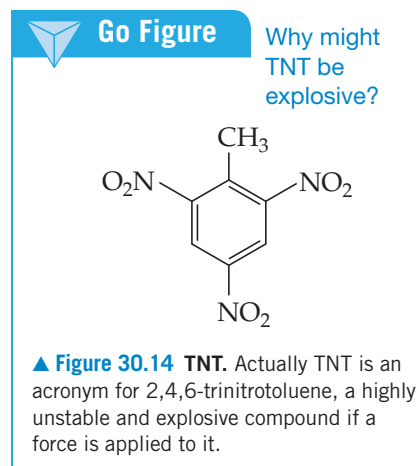 Go Figure
Why might
TNT be
explosive?
CH₃
O₂N
NO₂
NO₂
▲ Figure 30.14 TNT. Actually TNT is an
acronym for 2,4,6-trinitrotoluene, a highly
unstable and explosive compound if a
force is applied to it.